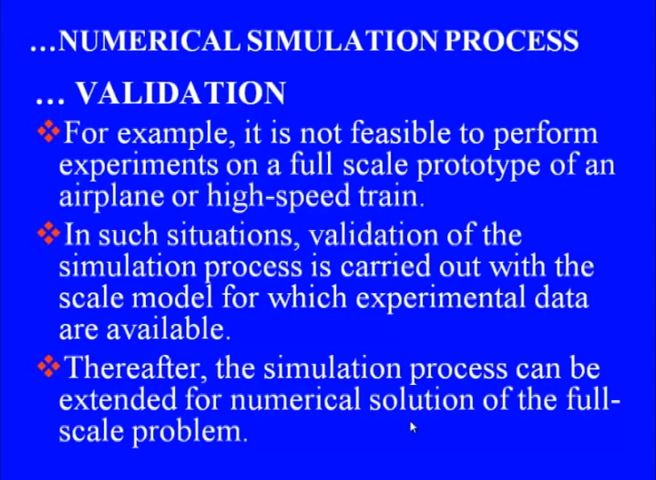 ...NUMERICAL SIMULATION PROCESS
... VALIDATION
❖For example, it is not feasible to perform
experiments on a full scale prototype of an
airplane or high-speed train.
❖In such situations, validation of the
simulation process is carried out with the
scale model for which experimental data
are available.
❖Thereafter, the simulation process can be
extended for numerical solution of the full-
scale problem.